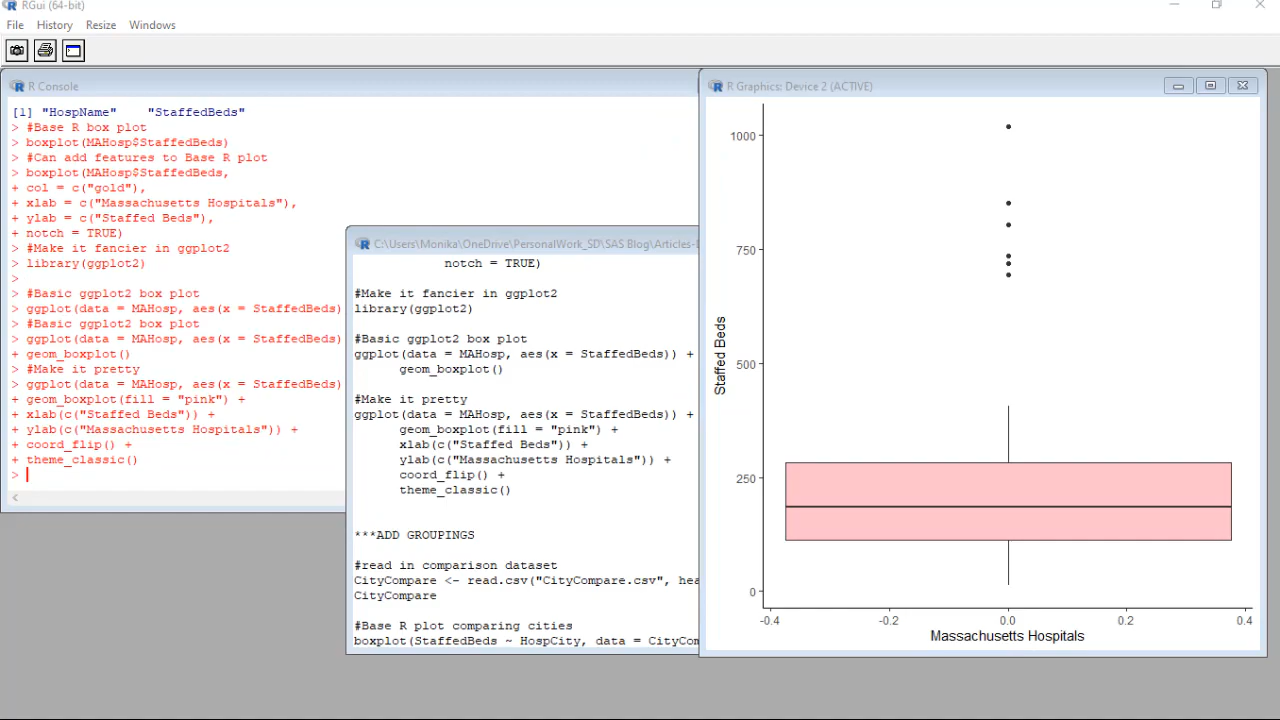 RGui (64-bit)
File History Resize Windows
R Console
[1] "HospName" "StaffedBeds"
> #Base R box plot
> boxplot(MAHosp$StaffedBeds)
> #Can add features to Base R plot
> boxplot(MAHosp$StaffedBeds,
+ col = c("gold"),
+ xlab = c("Massachusetts Hospitals"),
+ ylab = c("Staffed Beds"),
+ notch = TRUE)
> #Make it fancier in ggplot2
> library(ggplot2)
>
> #Basic ggplot2 box plot
> ggplot(data = MAHosp, aes(x = StaffedBeds)
> #Basic ggplot2 box plot
> ggplot(data = MAHosp, aes(x = StaffedBeds)
+ geom_boxplot()
> #Make it pretty
> ggplot(data = MAHosp, aes(x = StaffedBeds)
+ geom_boxplot(fill = "pink") +
+ xlab(c("Staffed Beds")) +
+ ylab(c("Massachusetts Hospitals")) +
+ coord_flip() +
+ theme_classic()
>
C:\Users\Monika\OneDrive\PersonalWork_SD\SAS Blog\Articles-D
notch = TRUE)
#Make it fancier in ggplot2
library(ggplot2)
#Basic ggplot2 box plot
ggplot(data = MAHosp, aes(x = StaffedBeds)) +
geom_boxplot()
#Make it pretty
ggplot(data = MAHosp, aes(x = StaffedBeds)) +
geom_boxplot(fill = "pink") +
xlab(c("Staffed Beds")) +
ylab(c("Massachusetts Hospitals")) +
coord_flip() +
theme_classic()
***ADD GROUPINGS
#read in comparison dataset
CityCompare <- read.csv("CityCompare.csv", hea
CityCompare
#Base R plot comparing cities
boxplot(StaffedBeds ~ HospCity, data = CityCom
R Graphics: Device 2 (ACTIVE)
1000
750
500
250
0
Staffed Beds
-0.4 -0.2 0.0 0.2 0.4
Massachusetts Hospitals